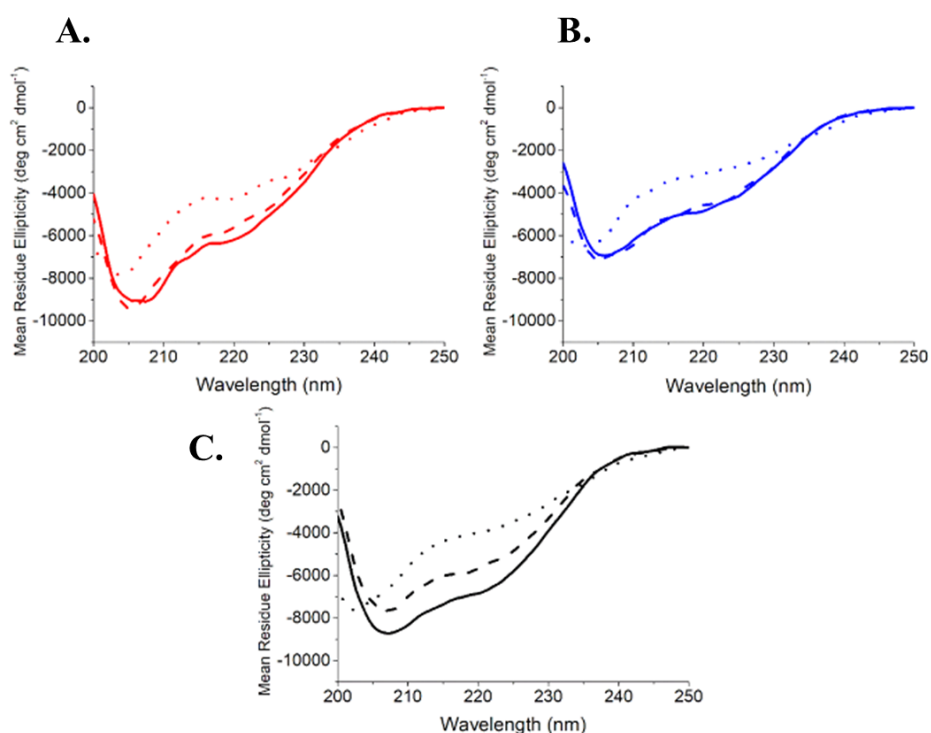 A.
B.
Mean Residue Ellipticity (deg cm² dmol⁻¹)
0
-2000
-4000
-6000
-8000
-10000
200 210 220 230 240 250
Wavelength (nm)
Mean Residue Ellipticity (deg cm² dmol⁻¹)
0
-2000
-4000
-6000
-8000
-10000
200 210 220 230 240 250
Wavelength (nm)
C.
Mean Residue Ellipticity (deg cm² dmol⁻¹)
0
-2000
-4000
-6000
-8000
-10000
200 210 220 230 240 250
Wavelength (nm)